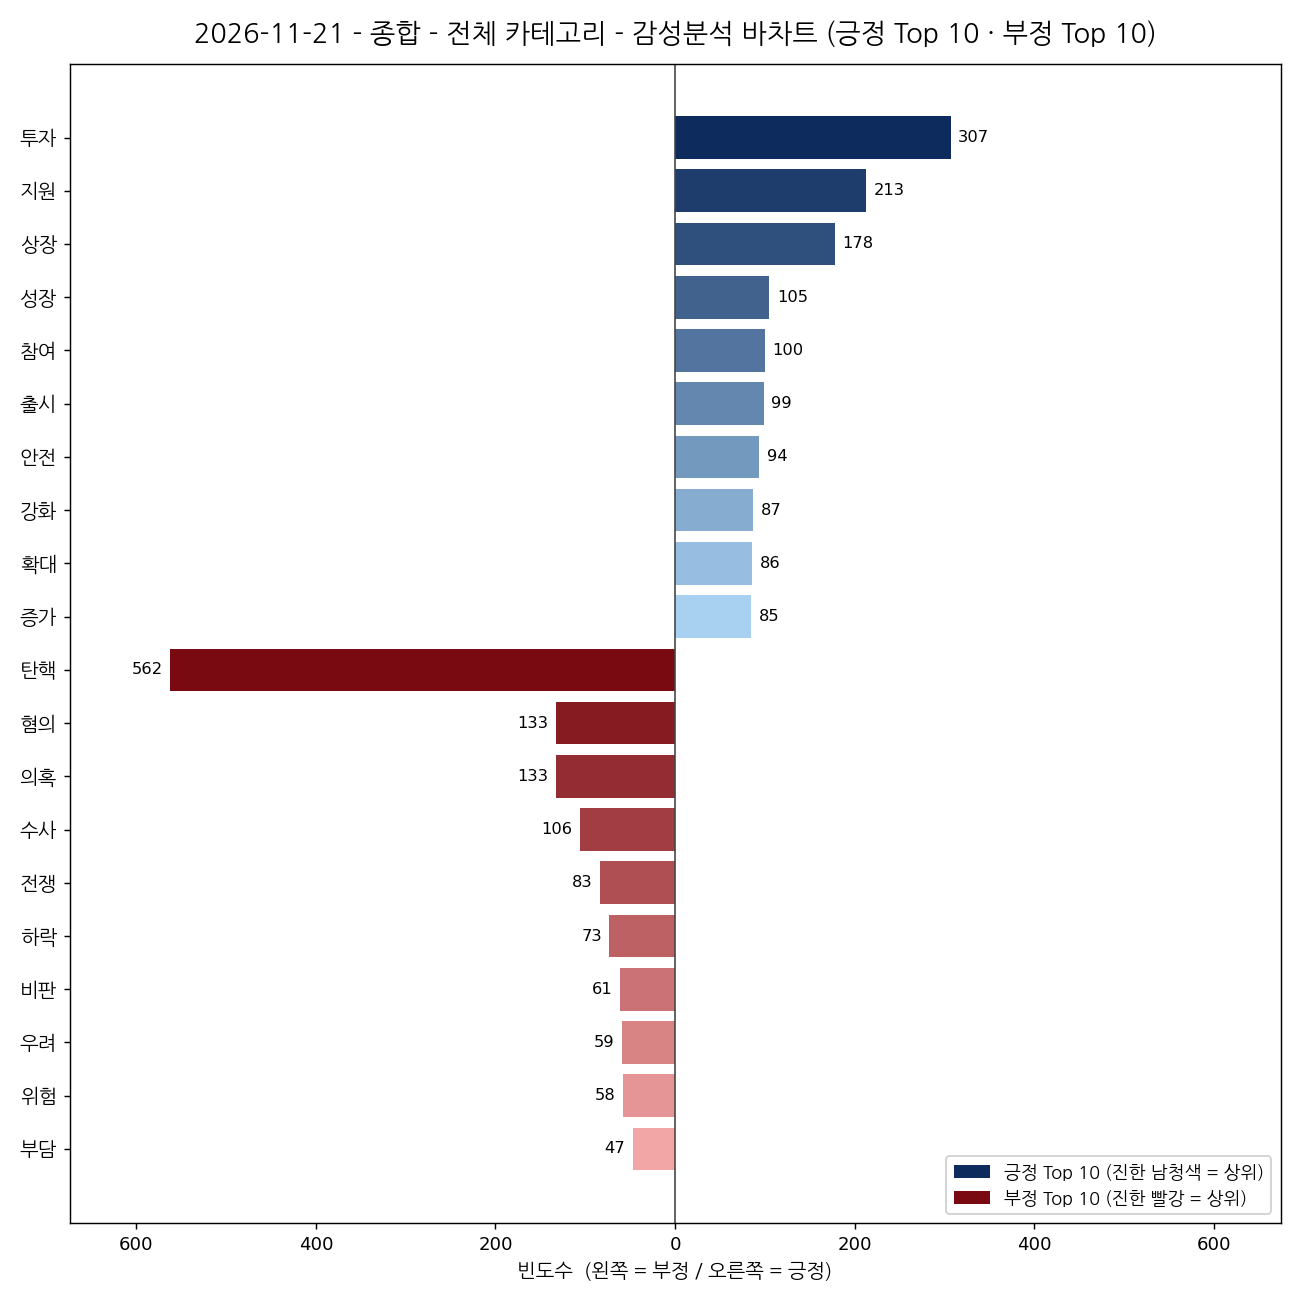 2026-11-21 - 종합 - 전체 카테고리 - 감성분석 바차트 (긍정 Top 10 · 부정 Top 10)
투자 307
지원 213
상장 178
성장 105
참여 100
출시 99
안전 94
강화 87
확대 86
증가 85
탄핵 562
혐의 133
의혹 133
수사 106
전쟁 83
하락 73
비판 61
우려 59
위험 58
부담 47
긍정 Top 10 (진한 남청색 = 상위)
부정 Top 10 (진한 빨강 = 상위)
600 400 200 0 200 400 600
빈도수 (왼쪽 = 부정 / 오른쪽 = 긍정)